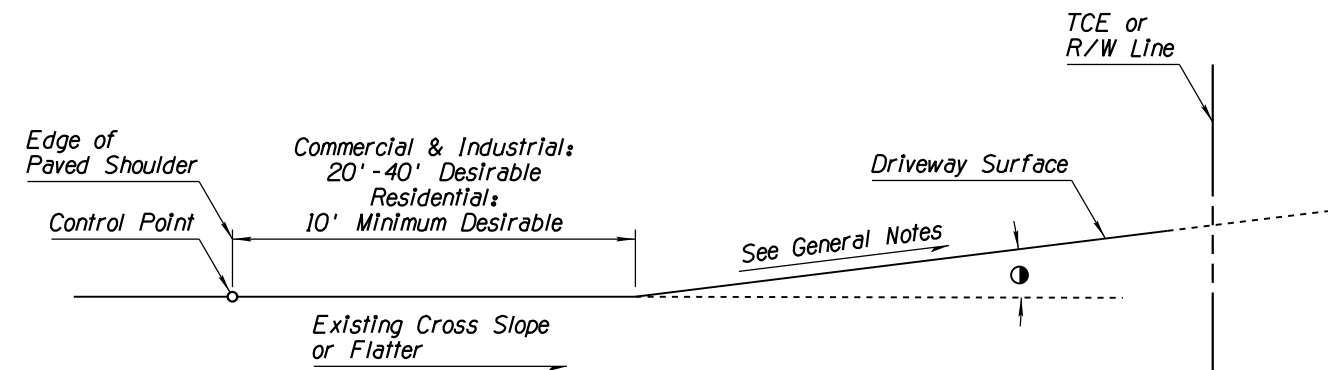 TCE or
R/W Line
Edge of
Paved Shoulder
Commercial & Industrial:
20'-40' Desirable
Residential:
10' Minimum Desirable
Driveway Surface
Control Point
See General Notes
Existing Cross Slope
or Flatter